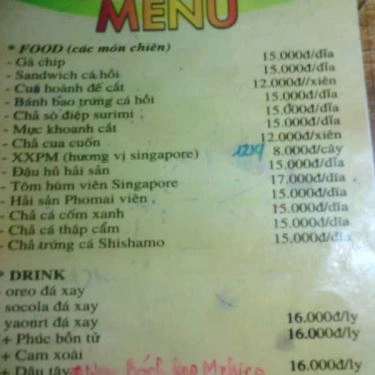 MENU
* FOOD (các món chiên)
- Gà chip 15.000đ/dĩa
- Sandwich cá hồi 15.000đ/dĩa
- Cua hoành đế cắt 12.000đ//xiên
- Bánh bao trứng cá hồi 15.000đ/dĩa
- Chả sò điệp surimi 15.000đ/dĩa
- Mực khoanh cắt 15.000đ/dĩa
- Chả cua cuốn 12.000đ/xiên
- XXPM (hương vị singapore) 12k 8.000đ/cây
- Đậu hủ hải sản 15.000đ/dĩa
- Tôm hùm viên Singapore 17.000đ/dĩa
- Hải sản Phomai viên 15.000đ/dĩa
- Chả cá cốm xanh 15.000đ/dĩa
- Chả cá thập cẩm 15.000đ/dĩa
- Chả trứng cá Shishamo 15.000đ/dĩa
* DRINK
- oreo đá xay
socola đá xay 16.000đ/ly
yaourt đá xay 16.000đ/ly
+ Phúc bồn tử
+ Cam xoài 16.000đ/ly
+ Dâu tây Bánh Mehico